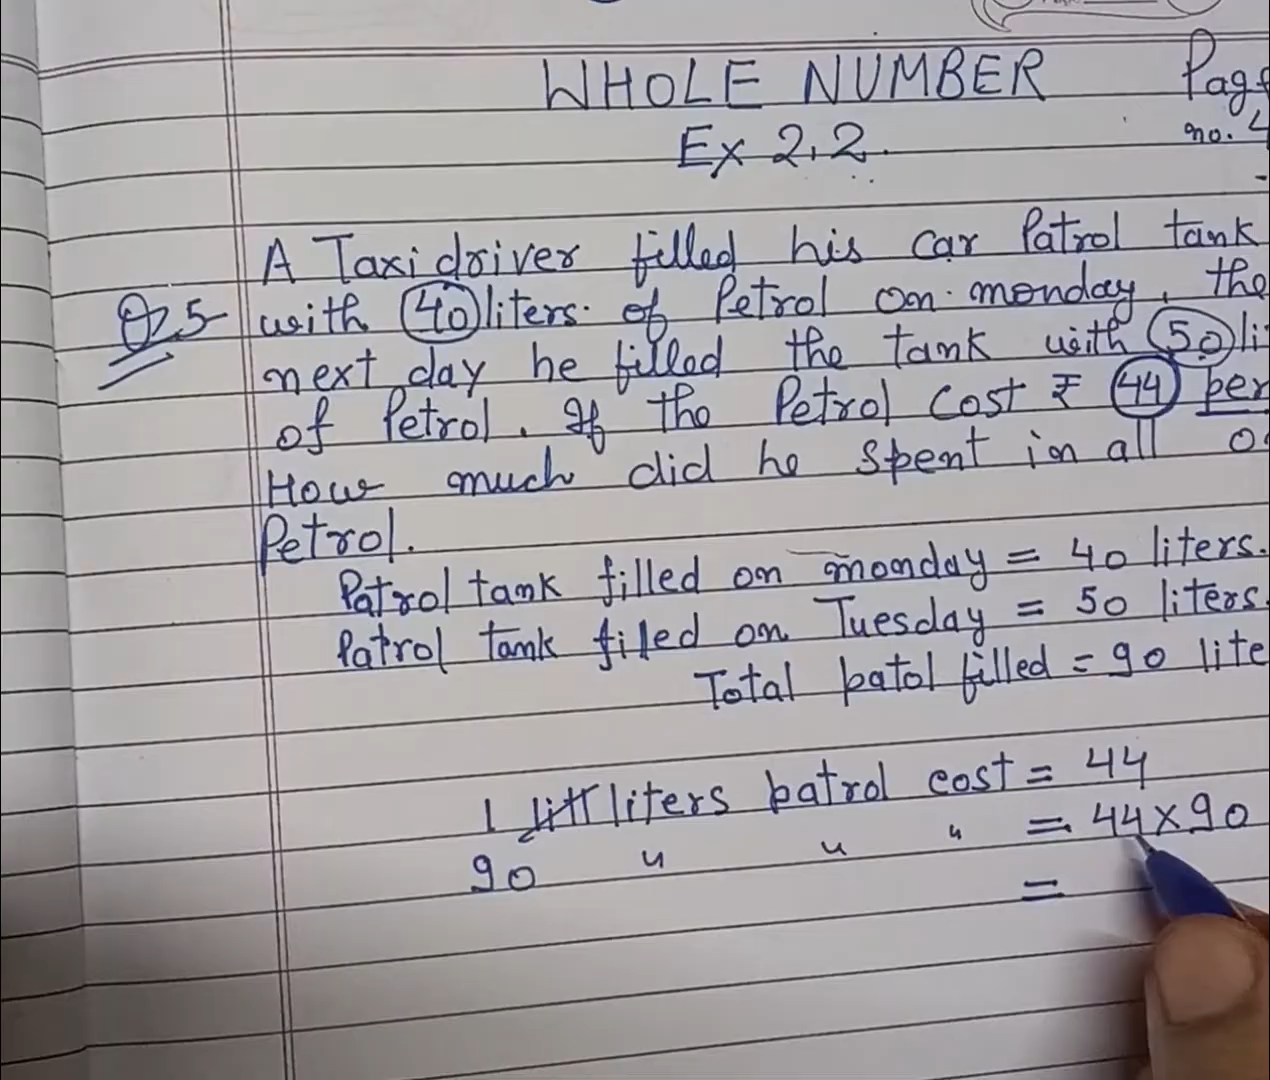 WHOLE NUMBER Page
Ex 2.2. no. 4
A Taxi driver filled his car Patrol tank
Q5 with 40 liters of Petrol on monday, the
next day he filled the tank with 50 li
of Petrol. If the Petrol Cost ₹ 44 per
How much did he spent in all o
Petrol.
Patrol tank filled on monday = 40 liters.
Patrol tank filed on Tuesday = 50 liters.
Total patol filled = 90 lite
1 liters patrol cost = 44
90 " " " = 44×90
=